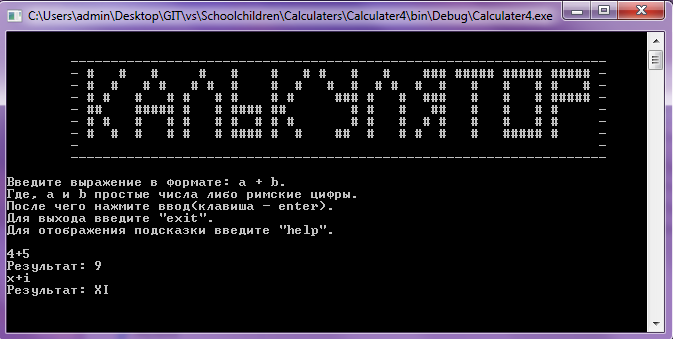 C:\Users\admin\Desktop\GIT\vs\Schoolchildren\Calculaters\Calculater4\bin\Debug\Calculater4.exe
КАЛЬКУЛЯТОР
Введите выражение в формате: a + b.
Где, a и b простые числа либо римские цифры.
После чего нажмите ввод(клавиша - enter).
Для выхода введите "exit".
Для отображения подсказки введите "help".
4+5
Результат: 9
x+i
Результат: XI